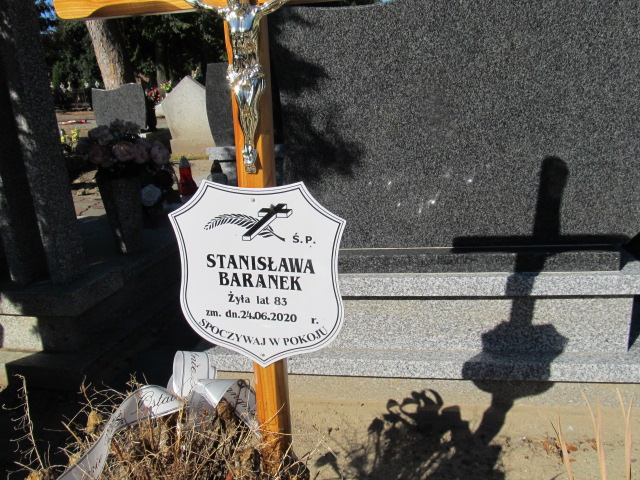 Ś.P.
STANISŁAWA
BARANEK
Żyła lat 83
zm. dn.24.06.2020 r.
SPOCZYWAJ W POKOJU